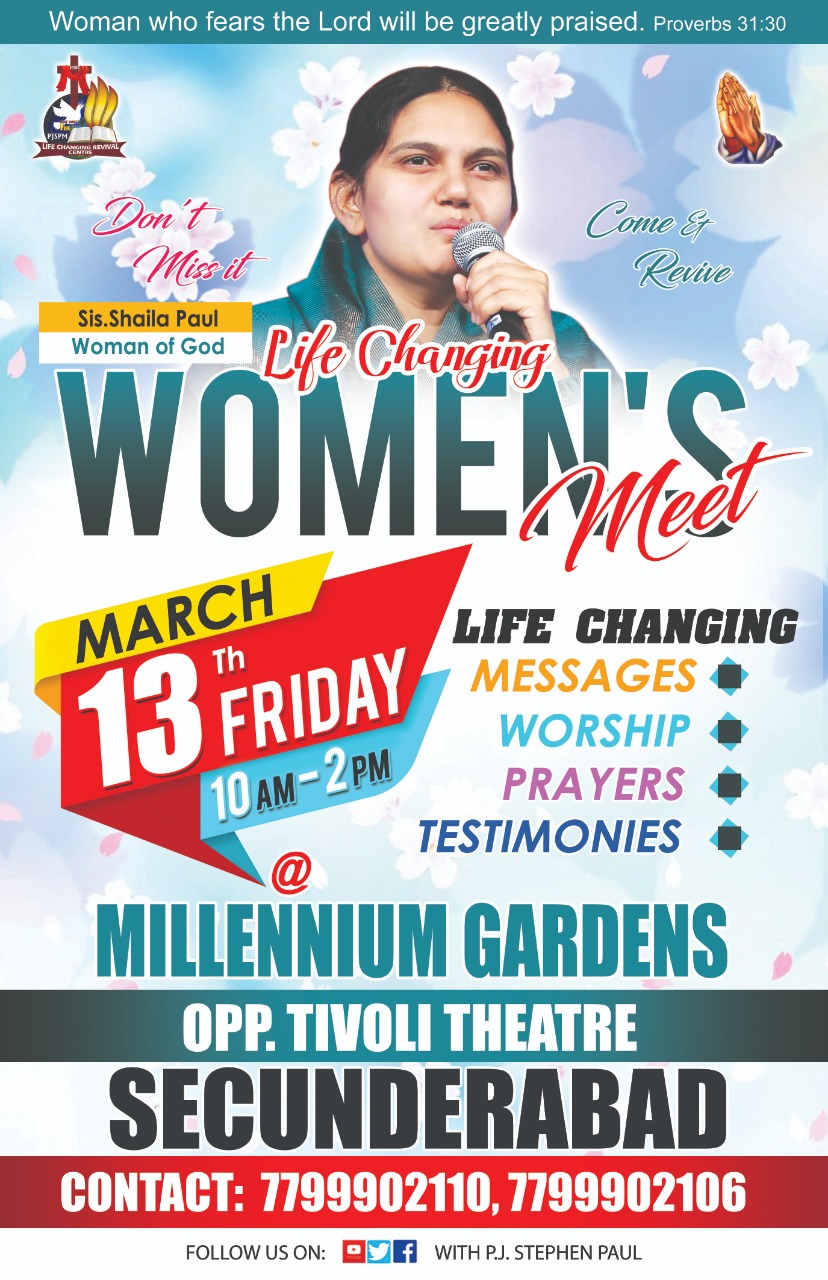 Woman who fears the Lord will be greatly praised. Proverbs 31:30
PJSPM
LIFE CHANGING REVIVAL
CENTRE
Don't
Miss it
Come &
Revive
Sis.Shaila Paul
Woman of God
Life Changing
WOMEN'S
Meet
MARCH
13Th FRIDAY
10 AM - 2 PM
LIFE CHANGING
MESSAGES
WORSHIP
PRAYERS
TESTIMONIES
@
MILLENNIUM GARDENS
OPP. TIVOLI THEATRE
SECUNDERABAD
CONTACT: 7799902110, 7799902106
FOLLOW US ON: WITH P.J. STEPHEN PAUL